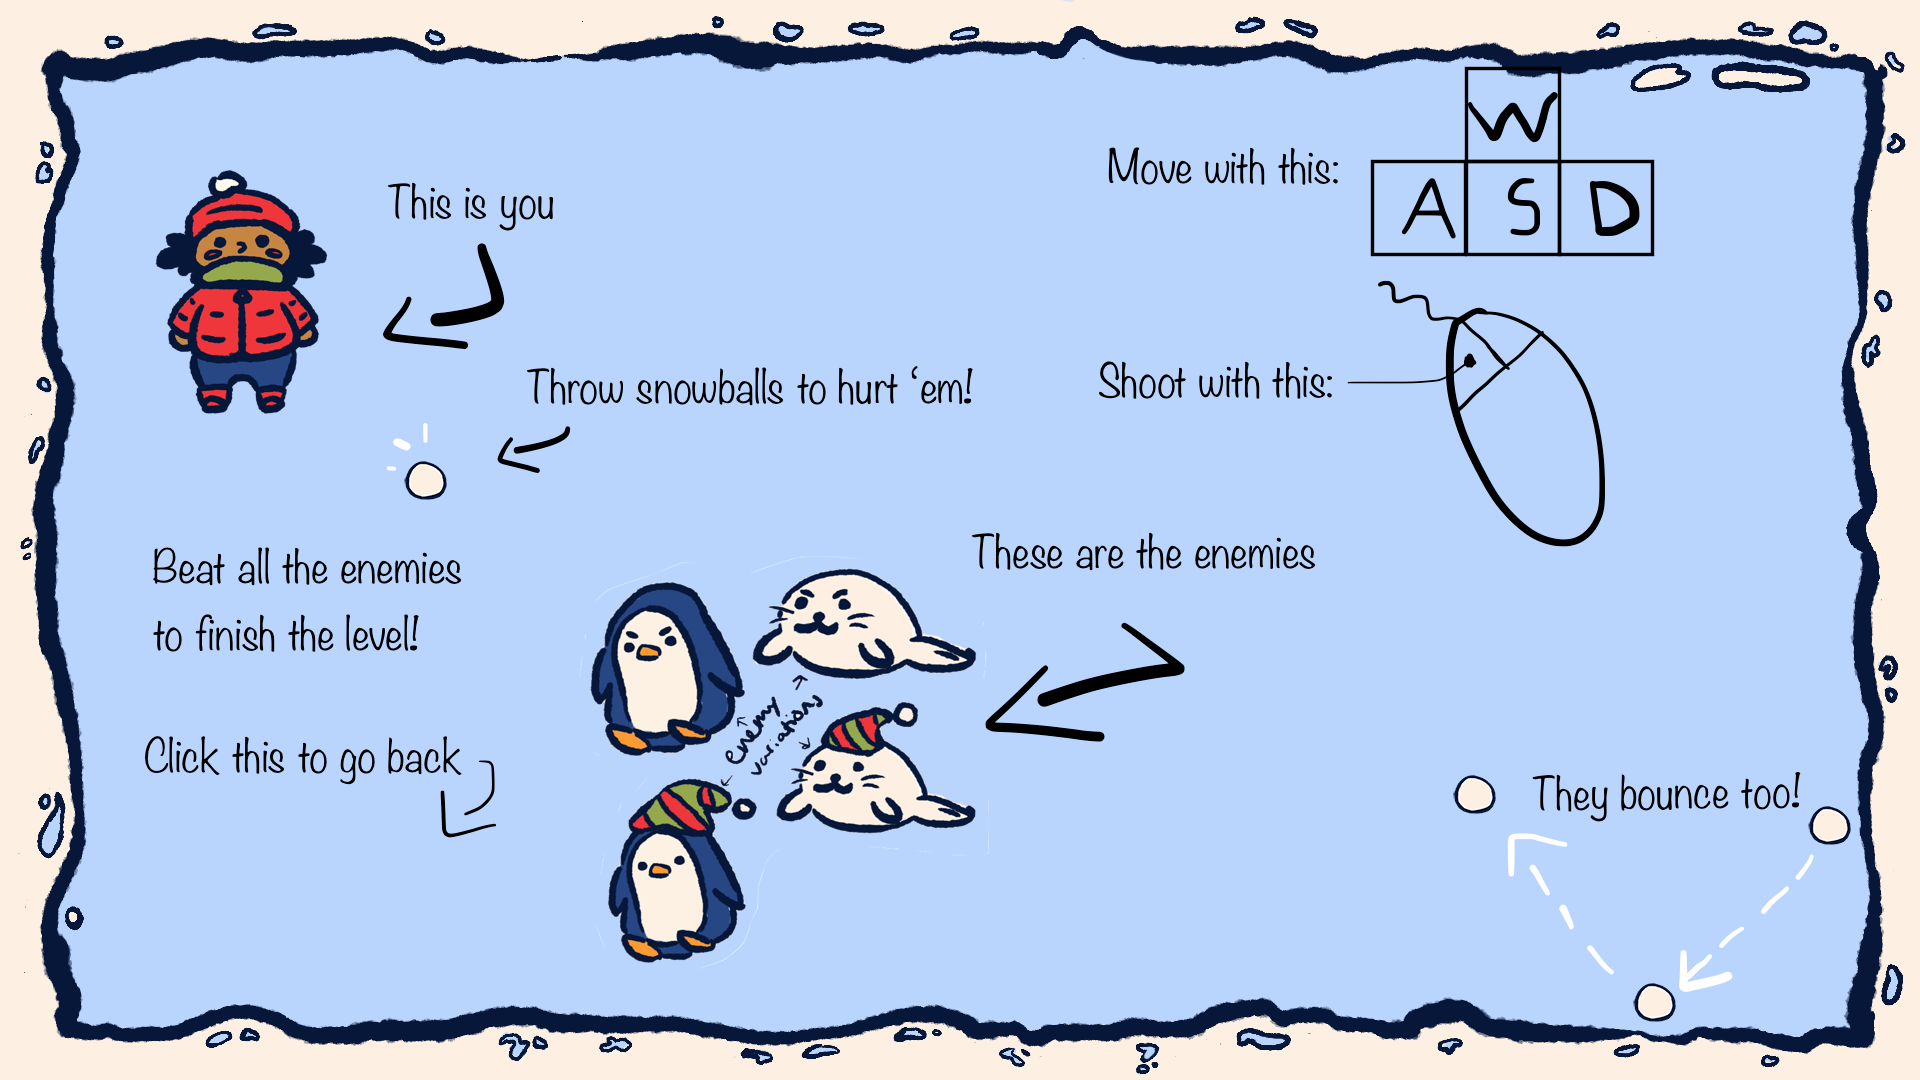 This is you
Move with this:
W
A S D
Throw snowballs to hurt ‘em!
Shoot with this:
Beat all the enemies
to finish the level!
These are the enemies
enemy
variations
Click this to go back
They bounce too!